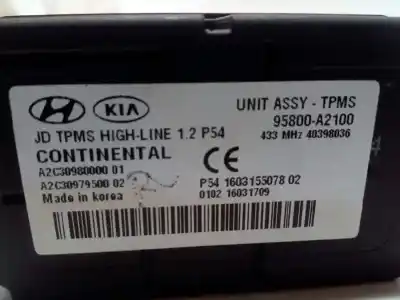 KIA
UNIT ASSY - TPMS
95800-A2100
JD TPMS HIGH-LINE 1.2 P54
433 MHz 40398036
CONTINENTAL
CE
A2C30980000 01
A2C30979500 02
P54 1603155078 02
Made in korea
0102 16031709